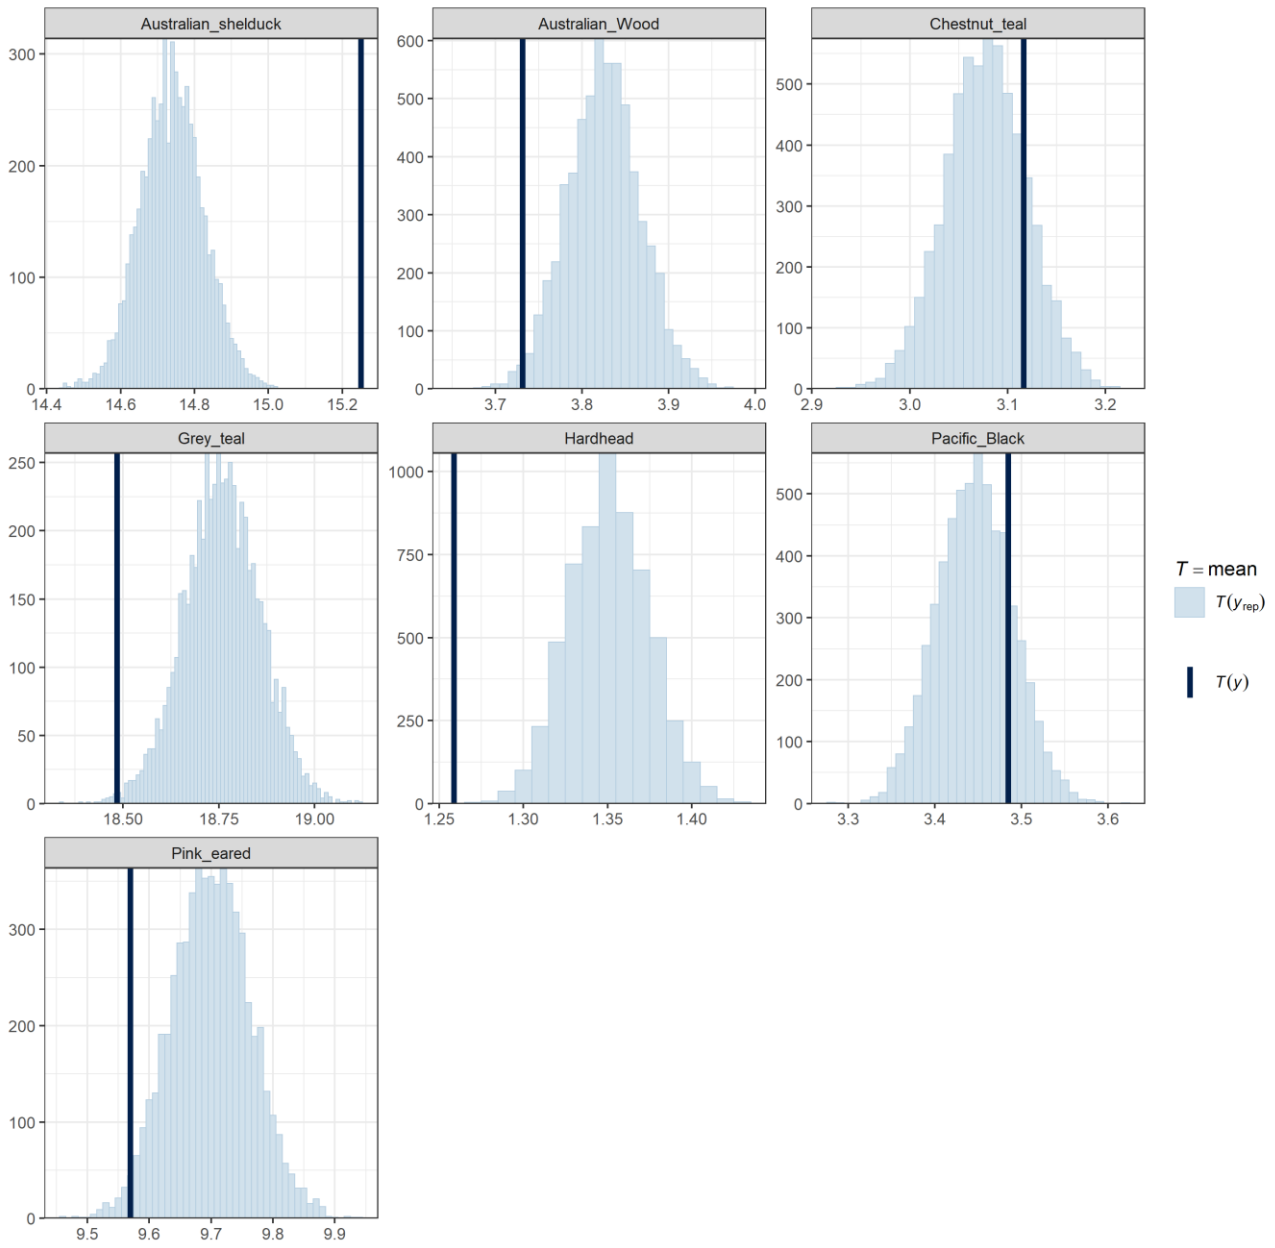 Australian_shelduck
300
200
100
0
14.4 14.6 14.8 15.0 15.2
Australian_Wood
600
500
400
300
200
100
0
3.7 3.8 3.9 4.0
Chestnut_teal
500
400
300
200
100
0
2.9 3.0 3.1 3.2
Grey_teal
250
200
150
100
50
0
18.50 18.75 19.00
Hardhead
1000
750
500
250
0
1.25 1.30 1.35 1.40
Pacific_Black
500
400
300
200
100
0
3.3 3.4 3.5 3.6
Pink_eared
300
200
100
0
9.5 9.6 9.7 9.8 9.9
T = mean
T(yrep)
T(y)